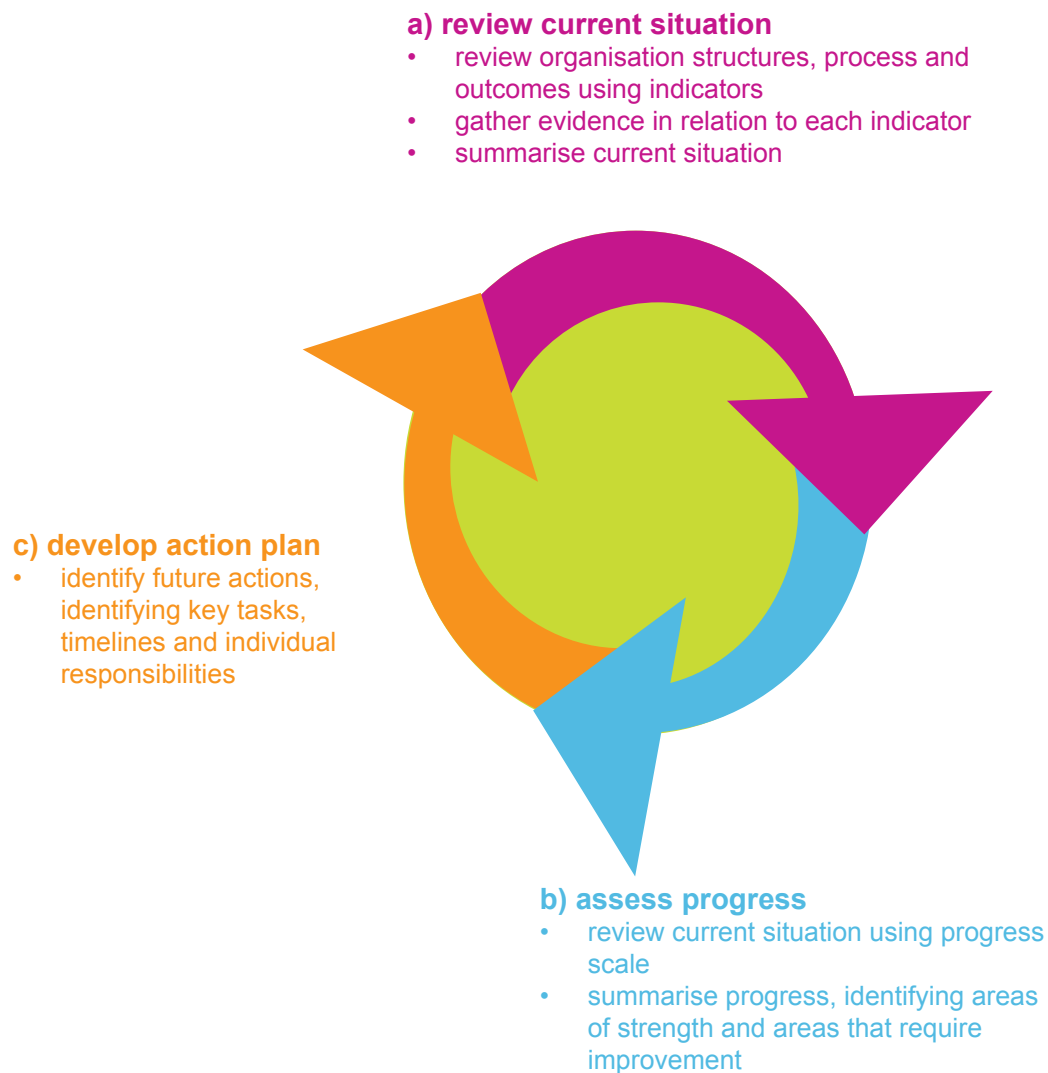 a) review current situation
• review organisation structures, process and
outcomes using indicators
• gather evidence in relation to each indicator
• summarise current situation
c) develop action plan
• identify future actions,
identifying key tasks,
timelines and individual
responsibilities
b) assess progress
• review current situation using progress
scale
• summarise progress, identifying areas
of strength and areas that require
improvement